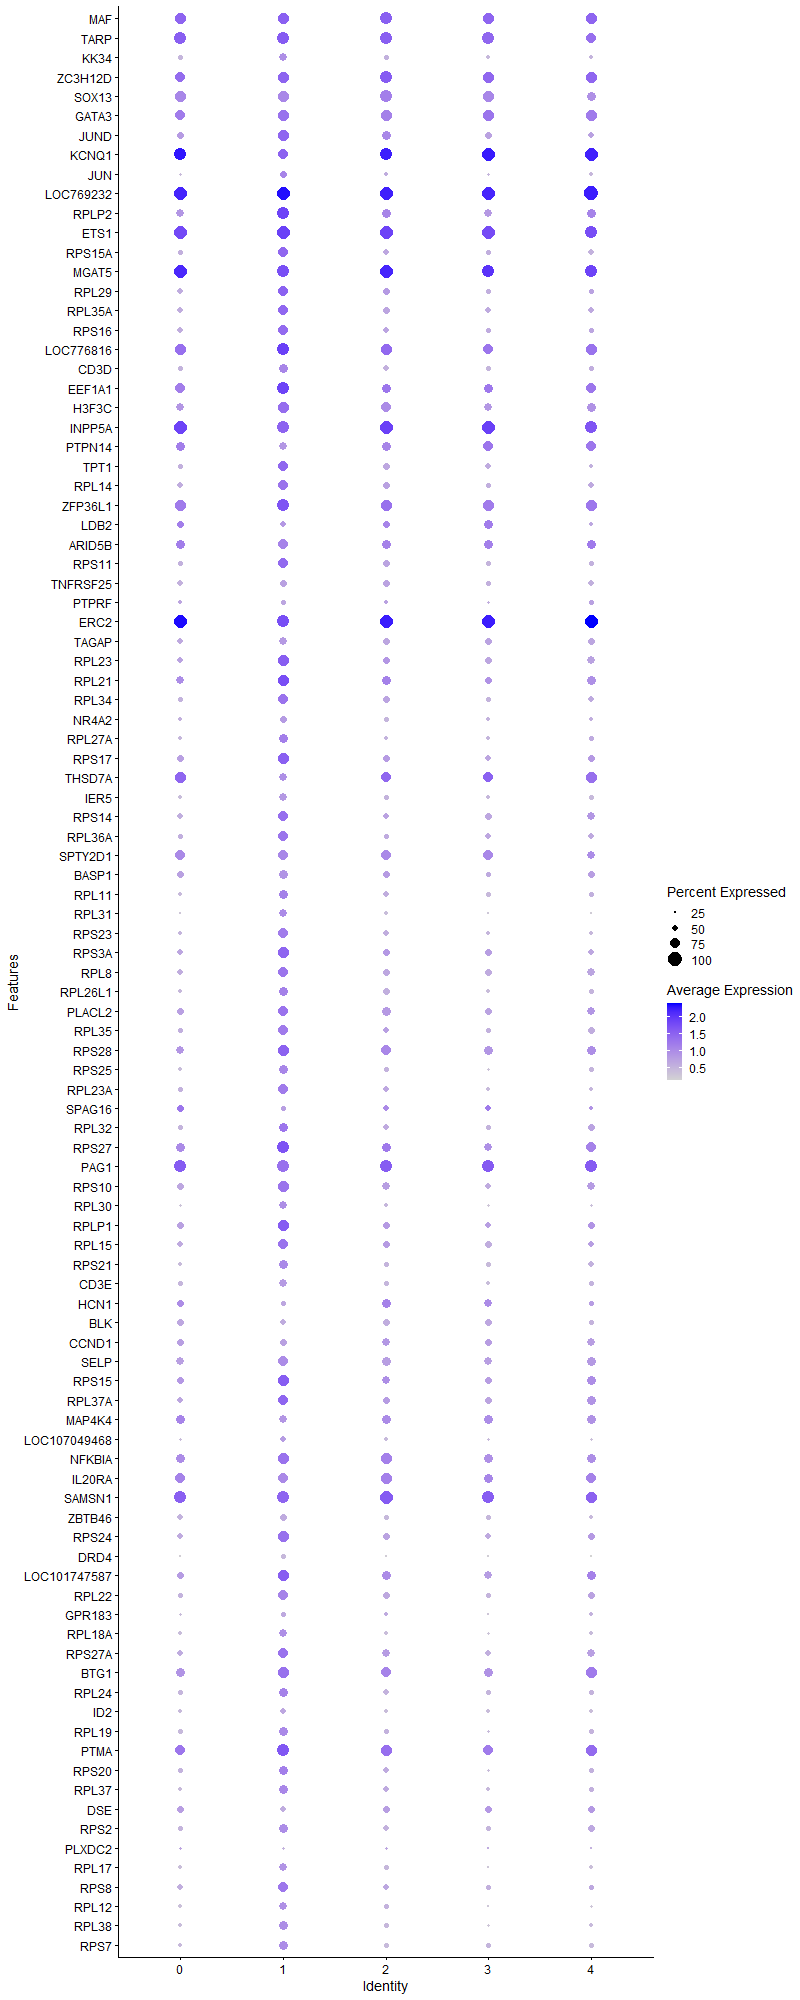 MAF
TARP
KK34
ZC3H12D
SOX13
GATA3
JUND
KCNQ1
JUN
LOC769232
RPLP2
ETS1
RPS15A
MGAT5
RPL29
RPL35A
RPS16
LOC776816
CD3D
EEF1A1
H3F3C
INPP5A
PTPN14
TPT1
RPL14
ZFP36L1
LDB2
ARID5B
RPS11
TNFRSF25
PTPRF
ERC2
TAGAP
RPL23
RPL21
RPL34
NR4A2
RPL27A
RPS17
THSD7A
IER5
RPS14
RPL36A
SPTY2D1
BASP1
RPL11
RPL31
RPS23
RPS3A
RPL8
RPL26L1
PLACL2
RPL35
RPS28
RPS25
RPL23A
SPAG16
RPL32
RPS27
PAG1
RPS10
RPL30
RPLP1
RPL15
RPS21
CD3E
HCN1
BLK
CCND1
SELP
RPS15
RPL37A
MAP4K4
LOC107049468
NFKBIA
IL20RA
SAMSN1
ZBTB46
RPS24
DRD4
LOC101747587
RPL22
GPR183
RPL18A
RPS27A
BTG1
RPL24
ID2
RPL19
PTMA
RPS20
RPL37
DSE
RPS2
PLXDC2
RPL17
RPS8
RPL12
RPL38
RPS7
Features
0 1 2 3 4
Identity
Percent Expressed
25
50
75
100
Average Expression
2.0
1.5
1.0
0.5